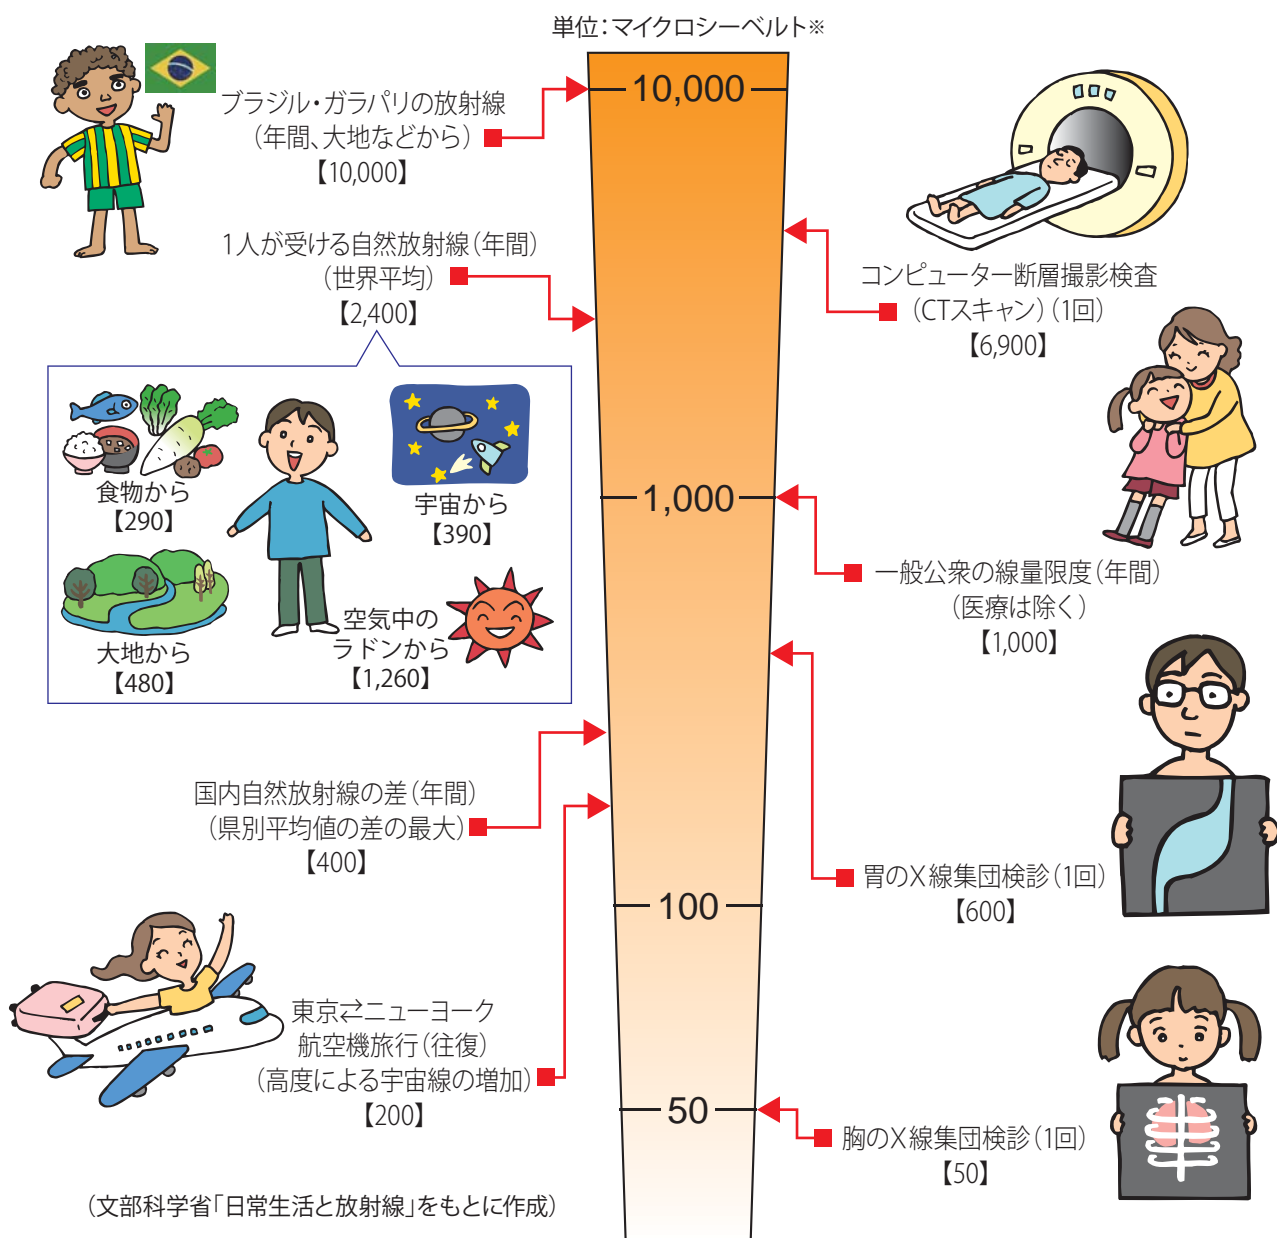 単位：マイクロシーベルト※
10,000
ブラジル・ガラパリの放射線
（年間、大地などから）
【10,000】
1人が受ける自然放射線（年間）
（世界平均）
【2,400】
食物から
【290】
宇宙から
【390】
大地から
【480】
空気中の
ラドンから
【1,260】
国内自然放射線の差（年間）
（県別平均値の差の最大）
【400】
東京⇄ニューヨーク
航空機旅行（往復）
（高度による宇宙線の増加）
【200】
1,000
100
50
コンピューター断層撮影検査
（CTスキャン）（1回）
【6,900】
一般公衆の線量限度（年間）
（医療は除く）
【1,000】
胃のX線集団検診（1回）
【600】
胸のX線集団検診（1回）
【50】
（文部科学省「日常生活と放射線」をもとに作成）